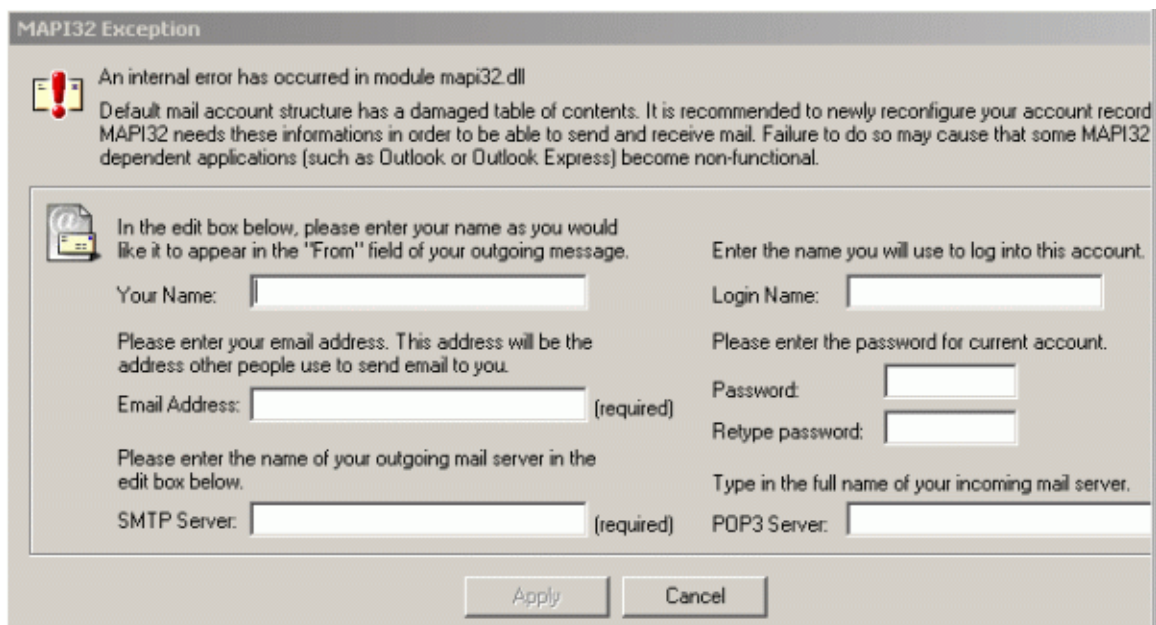 MAPI32 Exception
An internal error has occurred in module mapi32.dll
Default mail account structure has a damaged table of contents. It is recommended to newly reconfigure your account record
MAPI32 needs these informations in order to be able to send and receive mail. Failure to do so may cause that some MAPI32
dependent applications (such as Outlook or Outlook Express) become non-functional.
In the edit box below, please enter your name as you would
like it to appear in the "From" field of your outgoing message.
Your Name:
Please enter your email address. This address will be the
address other people use to send email to you.
Email Address:
(required)
Please enter the name of your outgoing mail server in the
edit box below.
SMTP Server:
(required)
Enter the name you will use to log into this account.
Login Name:
Please enter the password for current account.
Password:
Retype password:
Type in the full name of your incoming mail server.
POP3 Server:
Apply
Cancel